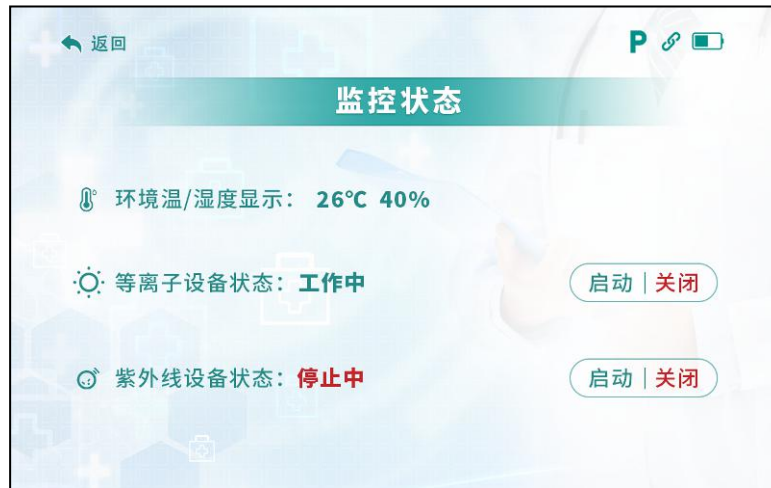 返回 P
监控状态
环境温/湿度显示： 26℃ 40%
等离子设备状态：工作中 启动｜关闭
紫外线设备状态：停止中 启动｜关闭